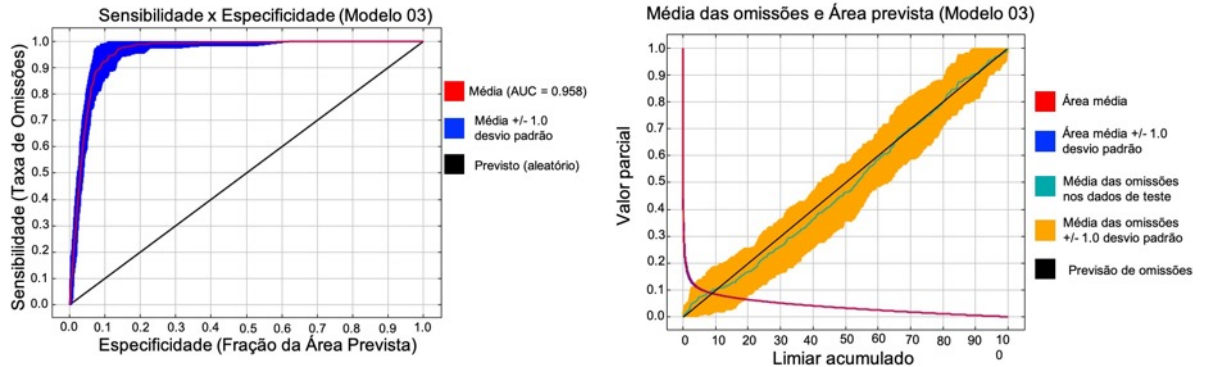 Sensibilidade x Especificidade (Modelo 03)
Sensibilidade (Taxa de Omissões)
1.0
0.9
0.8
0.7
0.6
0.5
0.4
0.3
0.2
0.1
0.0
0.0 0.1 0.2 0.3 0.4 0.5 0.6 0.7 0.8 0.9 1.0
Especificidade (Fração da Área Prevista)
Média (AUC = 0.958)
Média +/- 1.0
desvio padrão
Previsto (aleatório)
Média das omissões e Área prevista (Modelo 03)
Valor parcial
1.0
0.9
0.8
0.7
0.6
0.5
0.4
0.3
0.2
0.1
0.0
0 10 20 30 40 50 60 70 80 90 10
0
Limiar acumulado
Área média
Área média +/- 1.0
desvio padrão
Média das omissões
nos dados de teste
Média das omissões
+/- 1.0 desvio padrão
Previsão de omissões